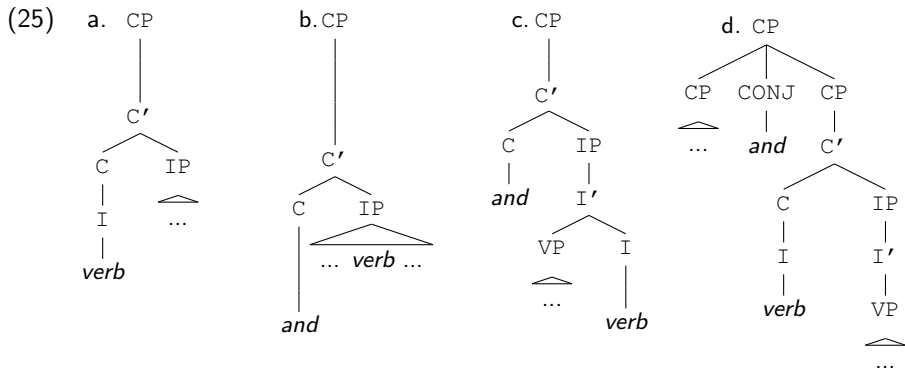 (25) a. CP b. CP c. CP d. CP
CP CONJ CP
C′
... and C′
C′ C IP
C IP C IP and I′ C IP
I ... ... verb ... VP I I I′
verb ... verb VP
and verb
...